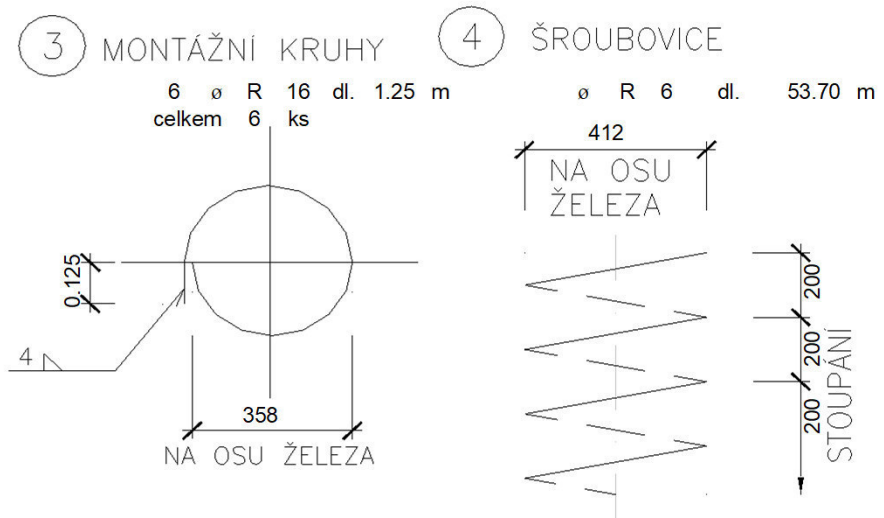 3 MONTÁŽNÍ KRUHY
6 ø R 16 dl. 1.25 m
celkem 6 ks
0.125
4
358
NA OSU ŽELEZA
4 ŠROUBOVICE
ø R 6 dl. 53.70 m
412
NA OSU
ŽELEZA
200
200
200
STOUPÁNÍ